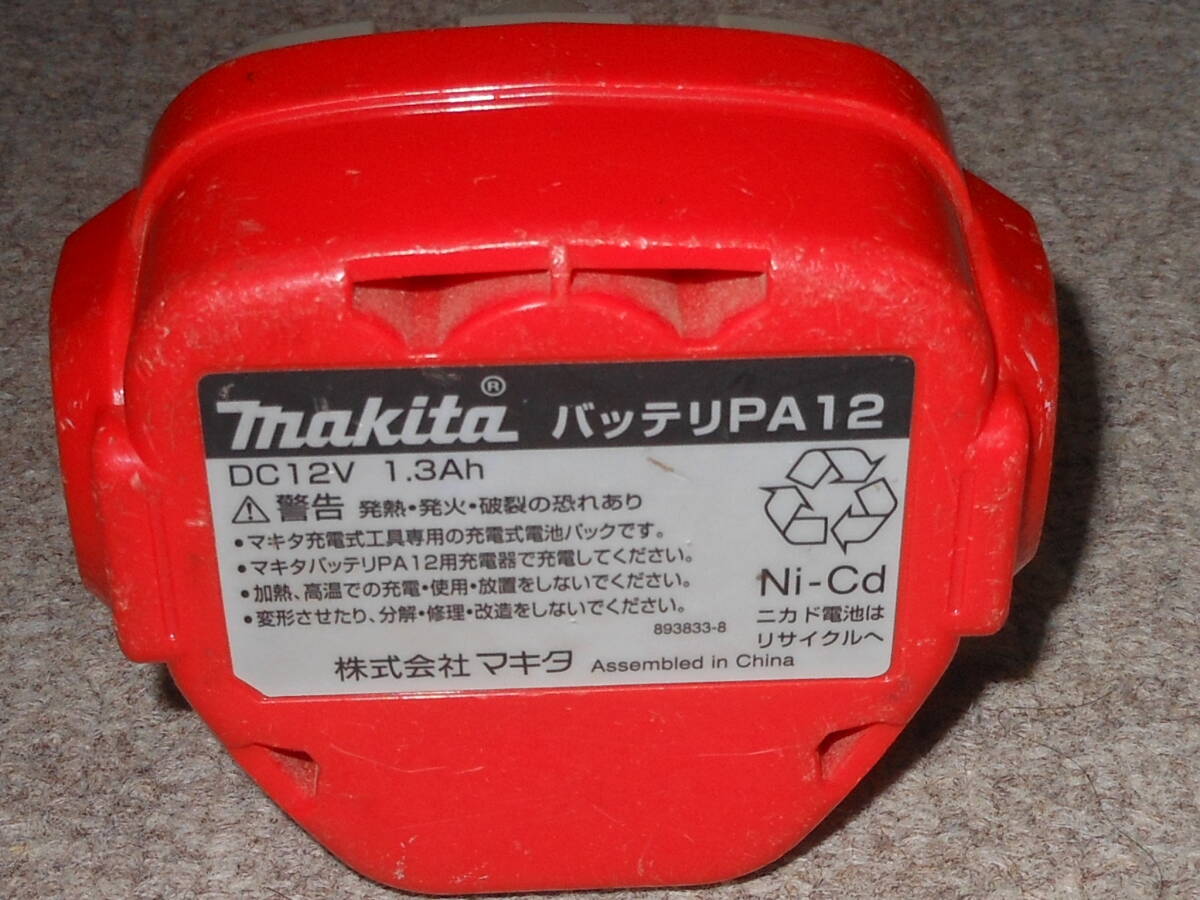 makita® バッテリPA12
DC12V 1.3Ah
⚠警告 発熱・発火・破裂の恐れあり
・マキタ充電式工具専用の充電式電池パックです。
・マキタバッテリPA12用充電器で充電してください。
・加熱、高温での充電・使用・放置をしないでください。
・変形させたり、分解・修理・改造をしないでください。
893833-8
Ni-Cd
ニカド電池は
リサイクルへ
株式会社マキタ Assembled in China